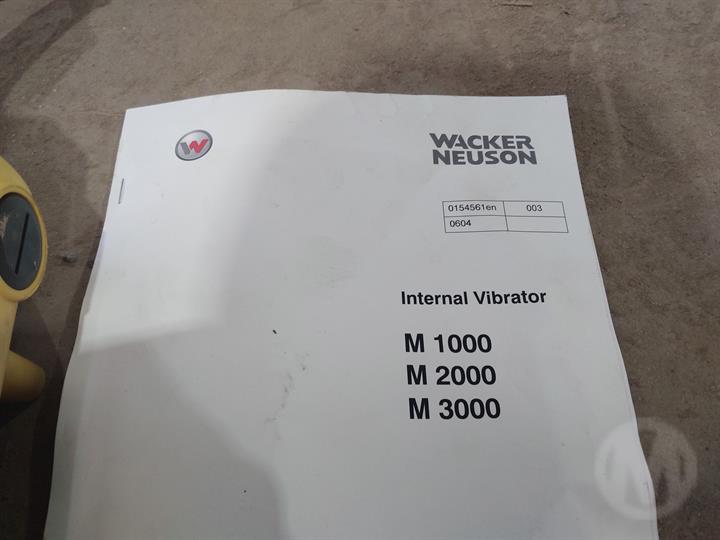 WACKER
NEUSON
0154561en 003
0604
Internal Vibrator
M 1000
M 2000
M 3000